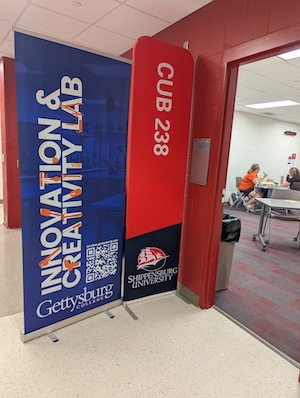 INNOVATION &
CREATIVITY LAB
Gettysburg
COLLEGE
CUB 238
SHIPPENSBURG
UNIVERSITY